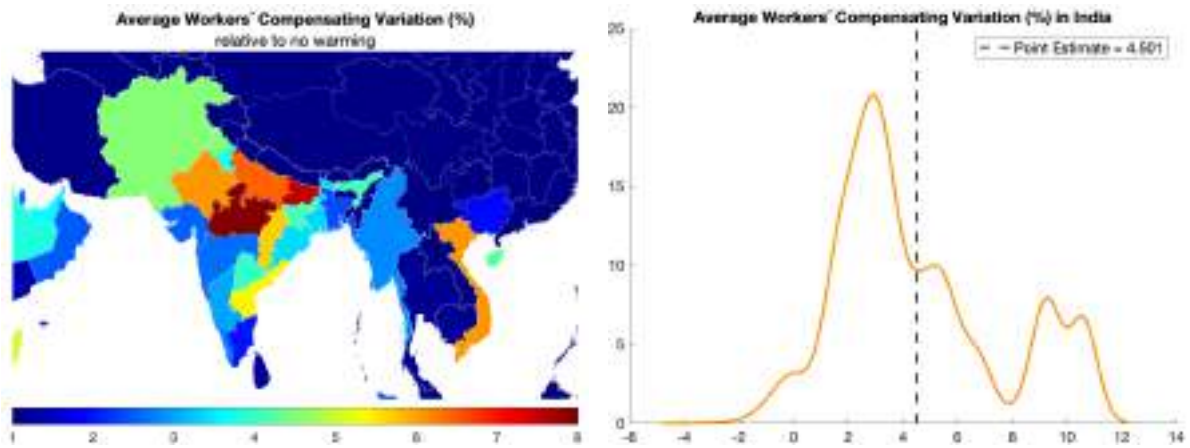 Average Workers´ Compensating Variation (%)
relative to no warming
1 2 3 4 5 6 7 8
Average Workers´ Compensating Variation (%) in India
25
Point Estimate = 4.501
20
15
10
5
0
-6 -4 -2 0 2 4 6 8 10 12 14